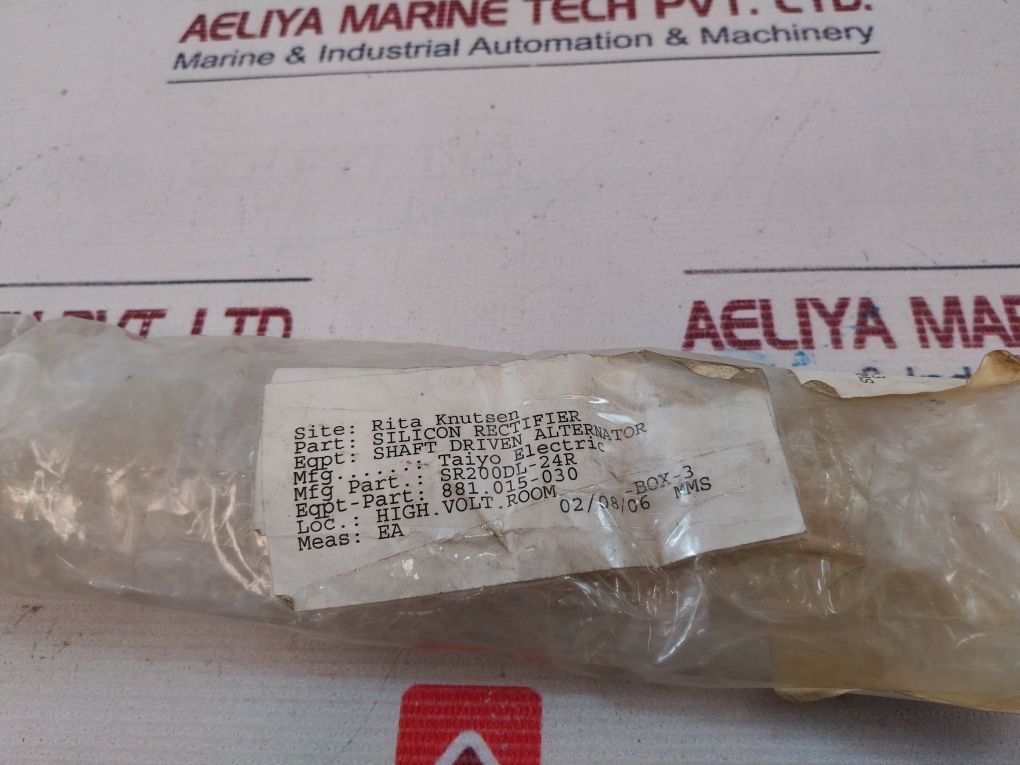 AELIYA MARINE TECH PVT. LTD.
Marine & Industrial Automation & Machinery
PVT. LTD
AELIYA MAR
Site: Rita Knutsen
Part: SILICON RECTIFIER
Eqpt: SHAFT DRIVEN ALTERNATOR
Mfg......: Taiyo Electric
Mfg Part.: SR200DL-24R
Eqpt-Part: 881.015-030
Loc.: HIGH.VOLT.ROOM -BOX 3
Meas: EA 02/08/06 MMS